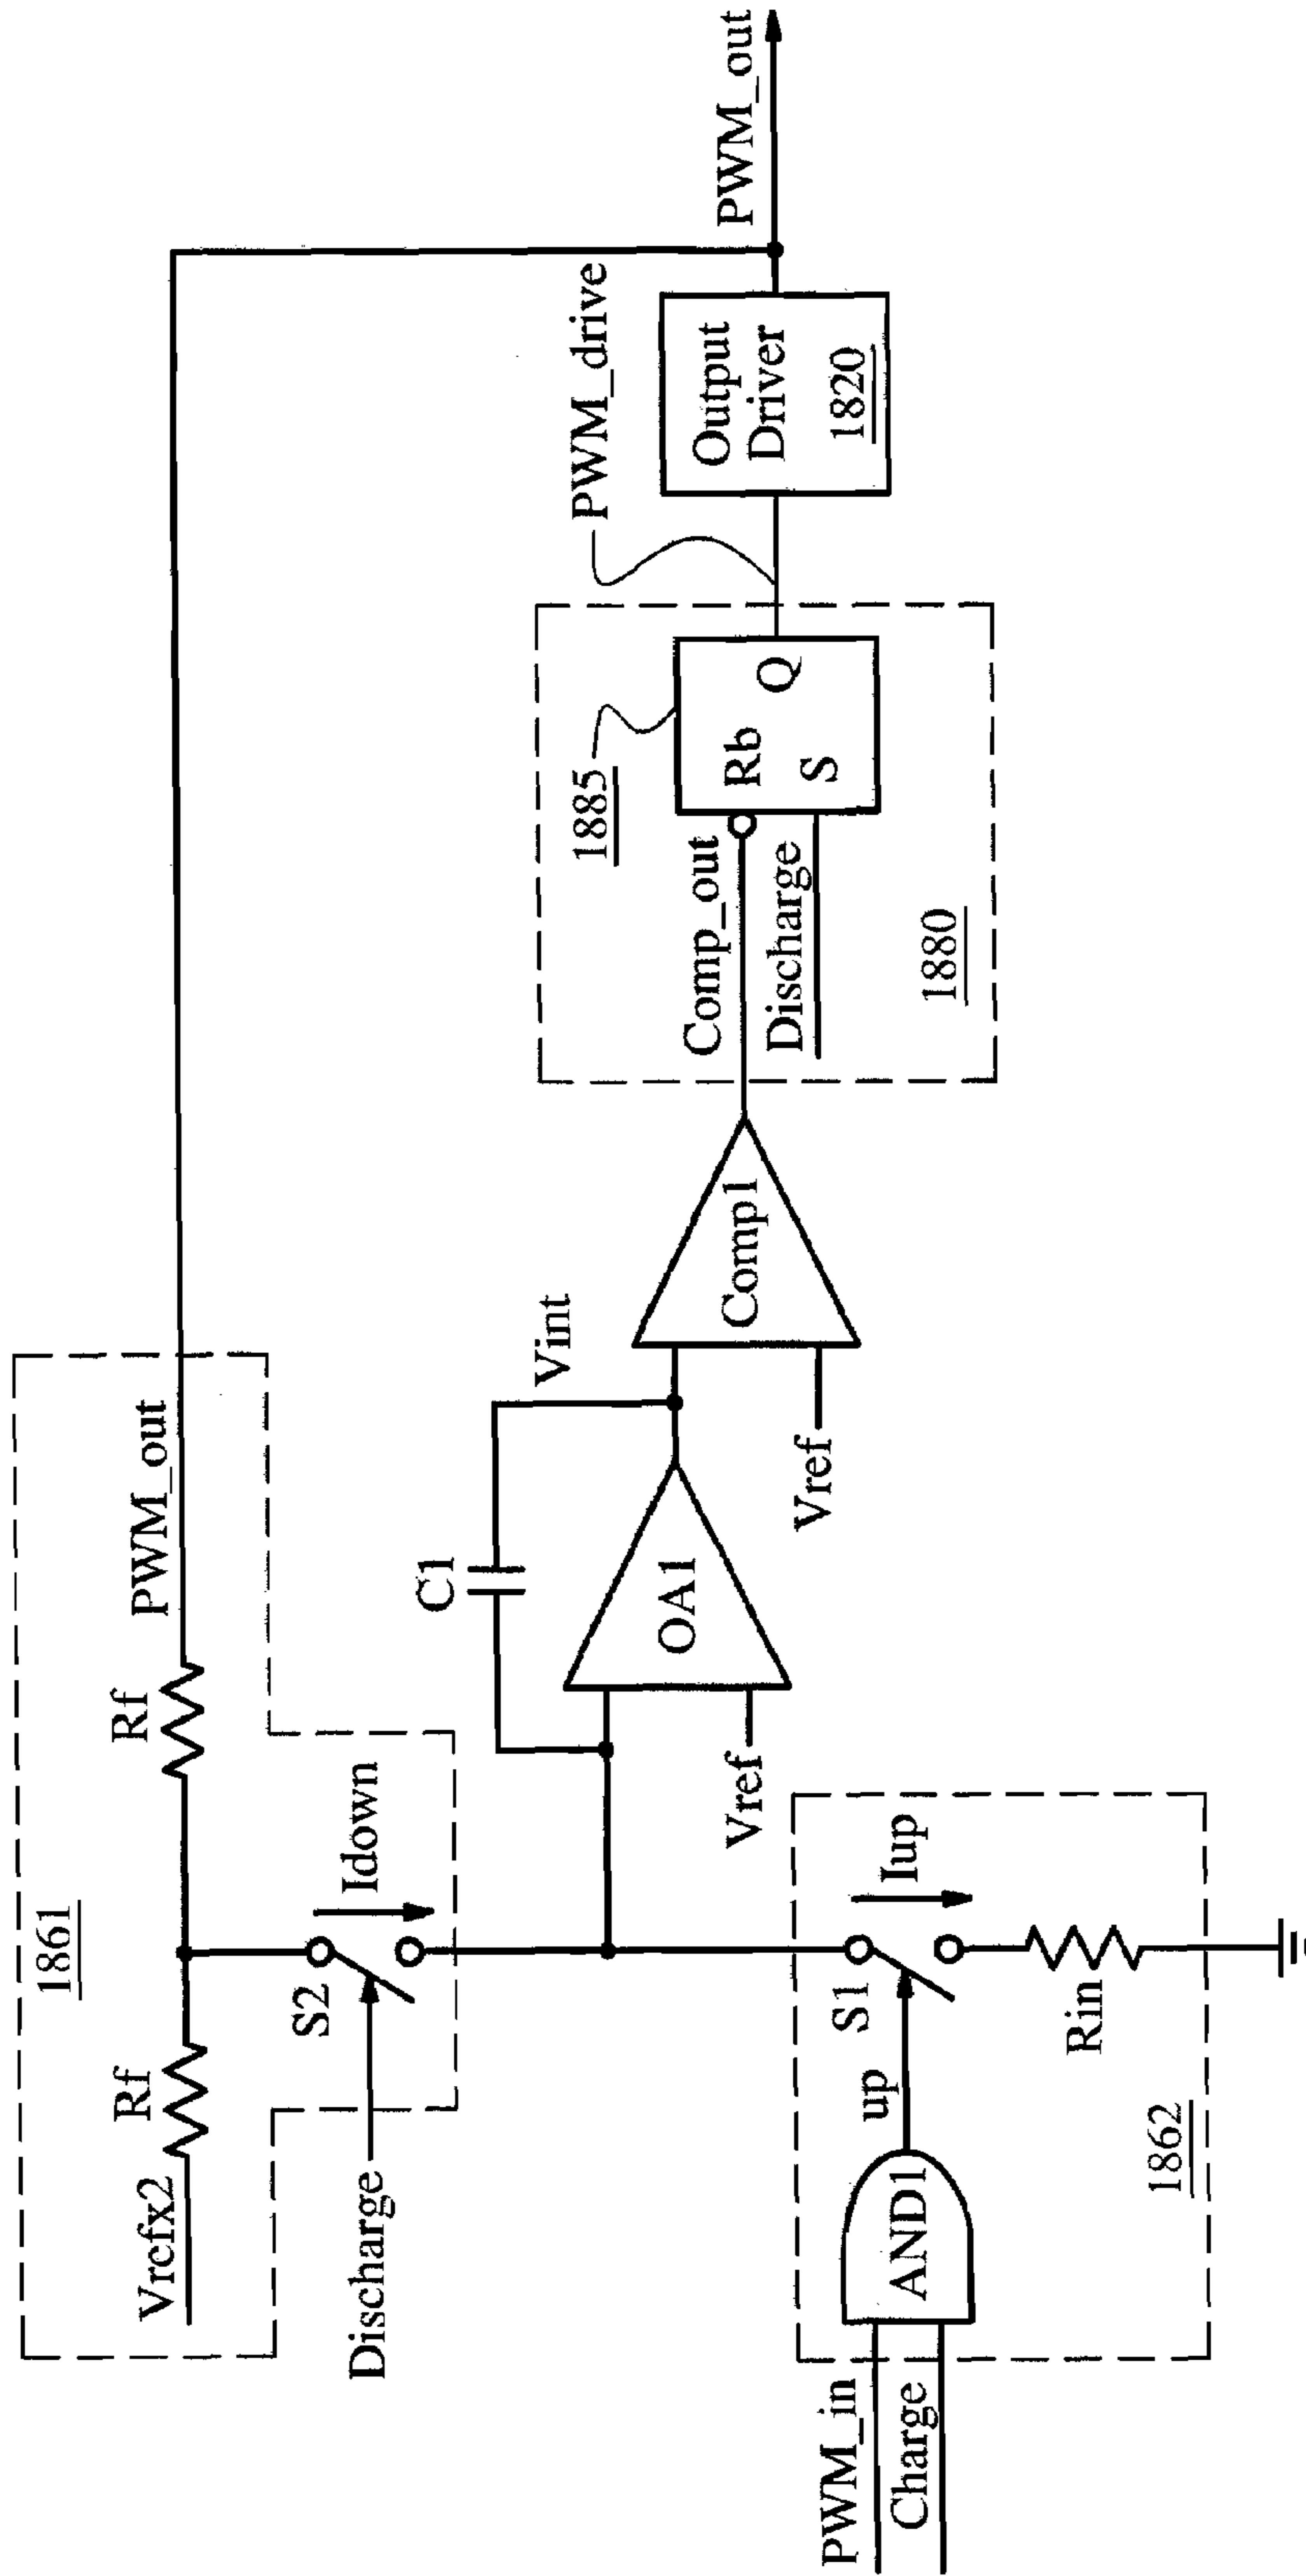 1861
Vrefx2
Rf
Rf
PWM_out
Discharge
S2
Idown
C1
Vint
OA1
Vref
Comp1
Vref
PWM_in
Charge
AND1
up
S1
Iup
Rin
1862
1885
Comp_out
Discharge
Rb
S
Q
1880
PWM_drive
Output
Driver
1820
PWM_out